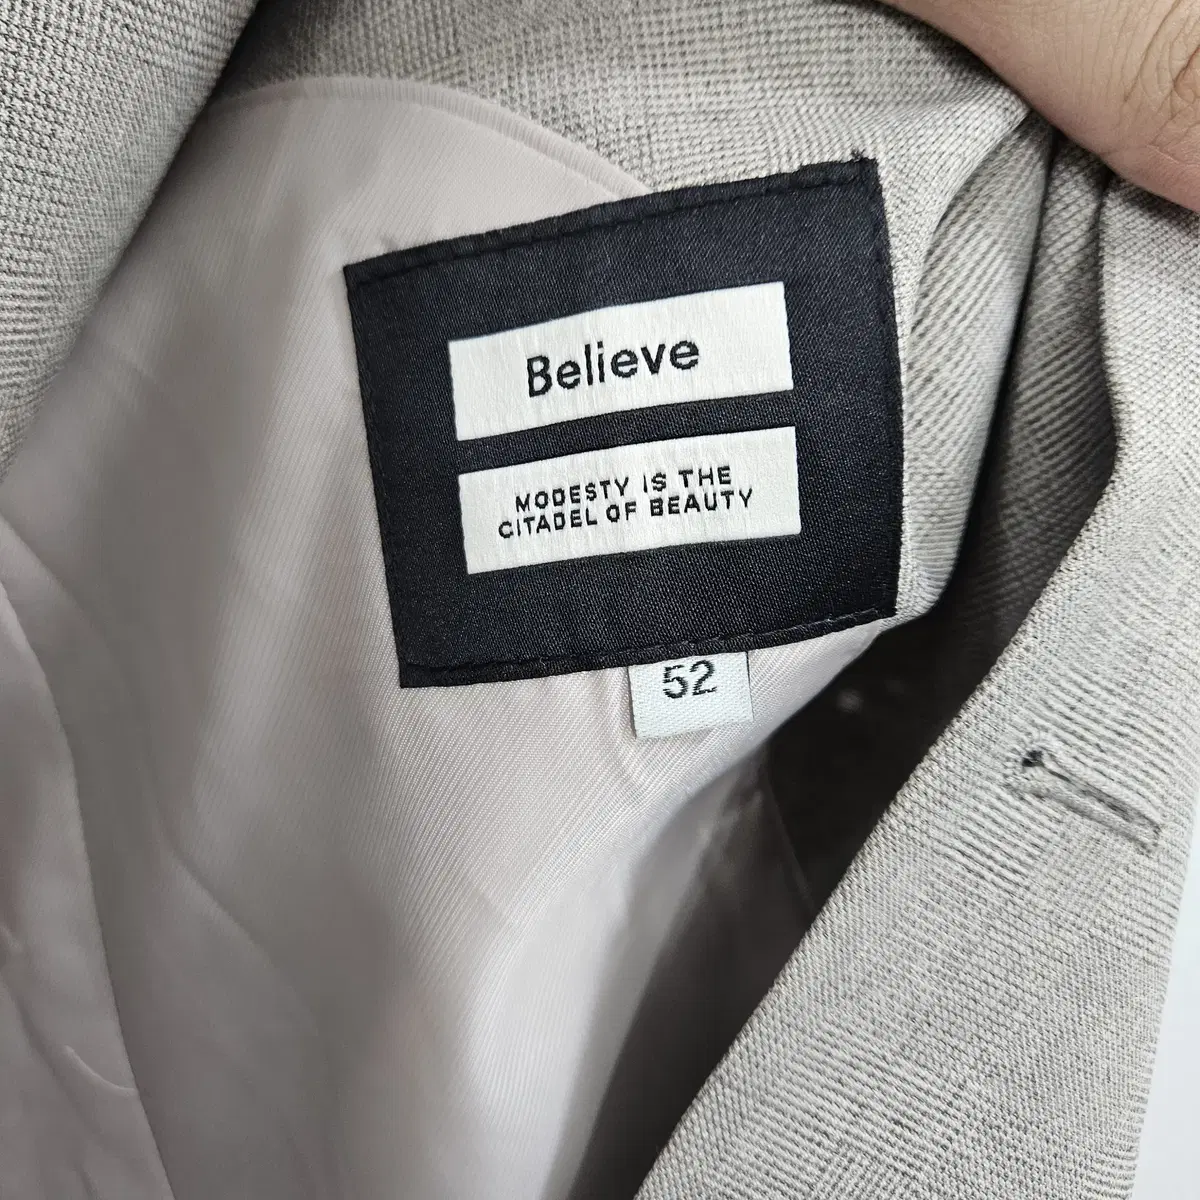 Believe
MODESTY IS THE
CITADEL OF BEAUTY
52